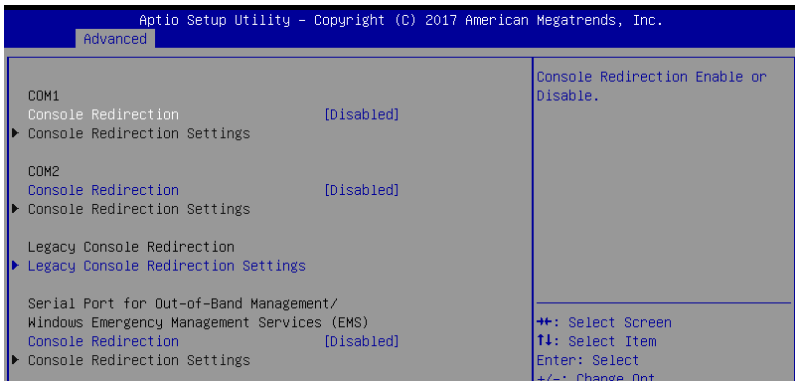 Aptio Setup Utility – Copyright (C) 2017 American Megatrends, Inc.
Advanced
COM1
Console Redirection [Disabled]
Console Redirection Settings
COM2
Console Redirection [Disabled]
Console Redirection Settings
Legacy Console Redirection
Legacy Console Redirection Settings
Serial Port for Out-of-Band Management/
Windows Emergency Management Services (EMS)
Console Redirection [Disabled]
Console Redirection Settings
Console Redirection Enable or
Disable.
→←: Select Screen
↑↓: Select Item
Enter: Select
+/-: Change Opt.